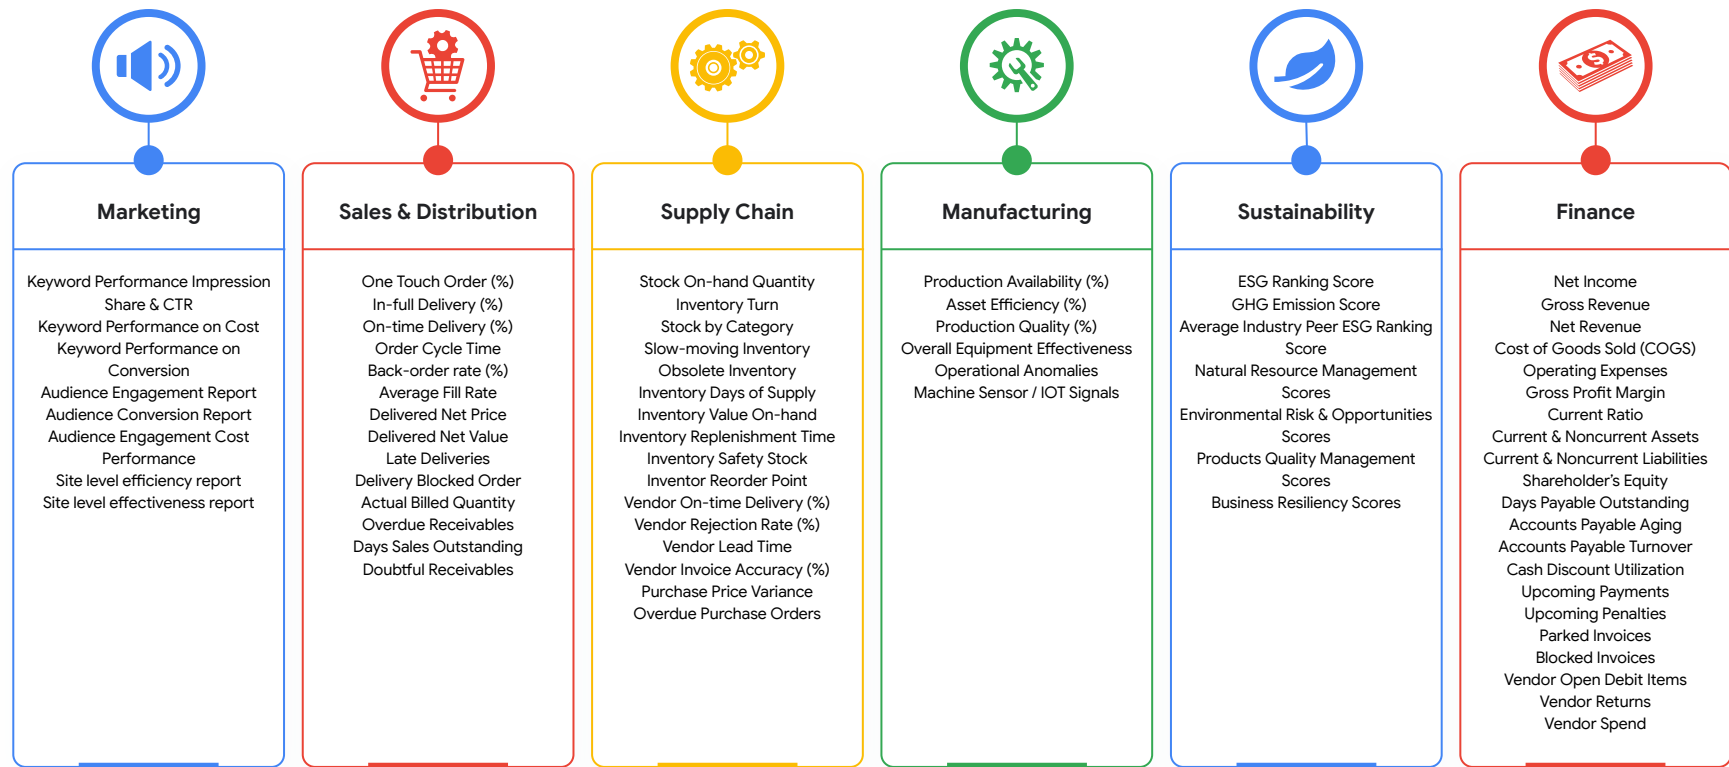 Marketing
Keyword Performance Impression
Share & CTR
Keyword Performance on Cost
Keyword Performance on
Conversion
Audience Engagement Report
Audience Conversion Report
Audience Engagement Cost
Performance
Site level efficiency report
Site level effectiveness report
Sales & Distribution
One Touch Order (%)
In-full Delivery (%)
On-time Delivery (%)
Order Cycle Time
Back-order rate (%)
Average Fill Rate
Delivered Net Price
Delivered Net Value
Late Deliveries
Delivery Blocked Order
Actual Billed Quantity
Overdue Receivables
Days Sales Outstanding
Doubtful Receivables
Supply Chain
Stock On-hand Quantity
Inventory Turn
Stock by Category
Slow-moving Inventory
Obsolete Inventory
Inventory Days of Supply
Inventory Value On-hand
Inventory Replenishment Time
Inventory Safety Stock
Inventor Reorder Point
Vendor On-time Delivery (%)
Vendor Rejection Rate (%)
Vendor Lead Time
Vendor Invoice Accuracy (%)
Purchase Price Variance
Overdue Purchase Orders
Manufacturing
Production Availability (%)
Asset Efficiency (%)
Production Quality (%)
Overall Equipment Effectiveness
Operational Anomalies
Machine Sensor / IOT Signals
Sustainability
ESG Ranking Score
GHG Emission Score
Average Industry Peer ESG Ranking
Score
Natural Resource Management
Scores
Environmental Risk & Opportunities
Scores
Products Quality Management
Scores
Business Resiliency Scores
$
Finance
Net Income
Gross Revenue
Net Revenue
Cost of Goods Sold (COGS)
Operating Expenses
Gross Profit Margin
Current Ratio
Current & Noncurrent Assets
Current & Noncurrent Liabilities
Shareholder’s Equity
Days Payable Outstanding
Accounts Payable Aging
Accounts Payable Turnover
Cash Discount Utilization
Upcoming Payments
Upcoming Penalties
Parked Invoices
Blocked Invoices
Vendor Open Debit Items
Vendor Returns
Vendor Spend